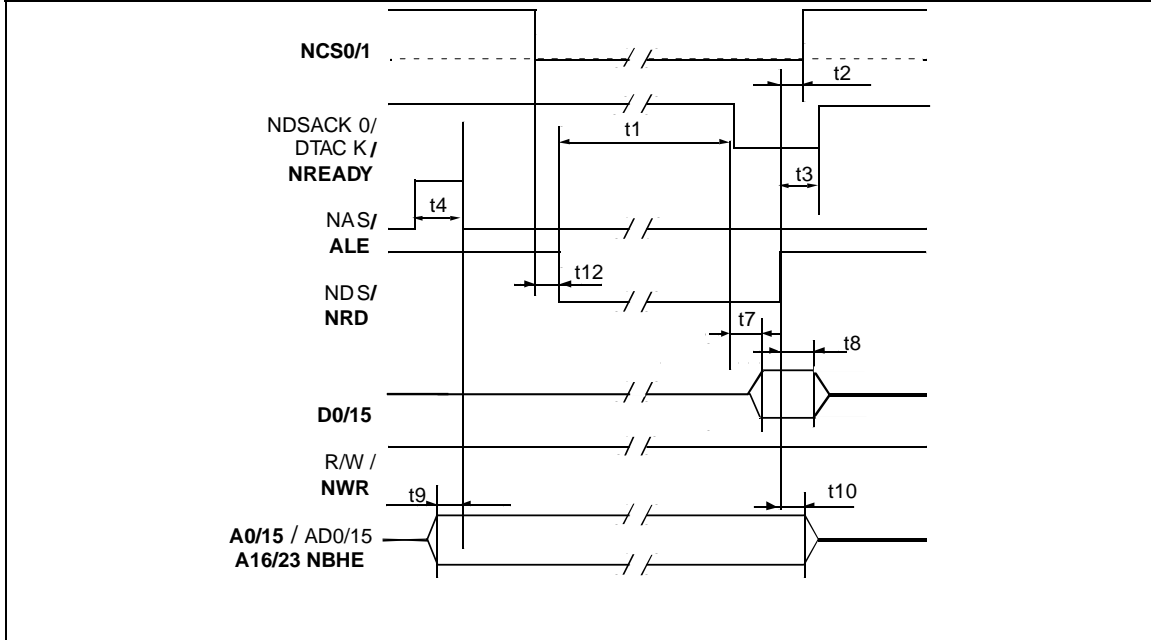 NCS0/1
t2
NDSACK 0/
DTAC K/
NREADY
t1
t3
t4
NAS/
ALE
t12
NDS/
NRD
t7
t8
D0/15
R/W /
NWR
t9
t10
A0/15 / AD0/15
A16/23 NBHE